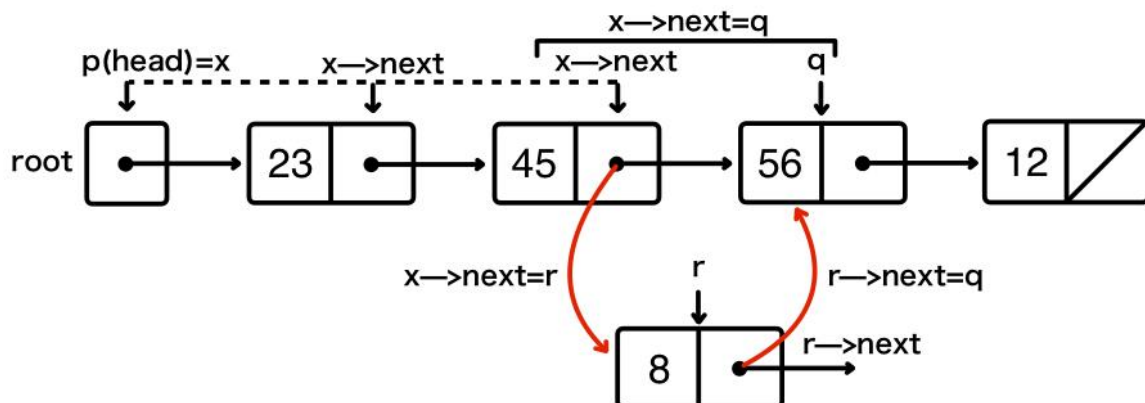 x—>next=q
p(head)=x x—>next x—>next q
root 23 45 56 12
x—>next=r r r—>next=q
8 r—>next